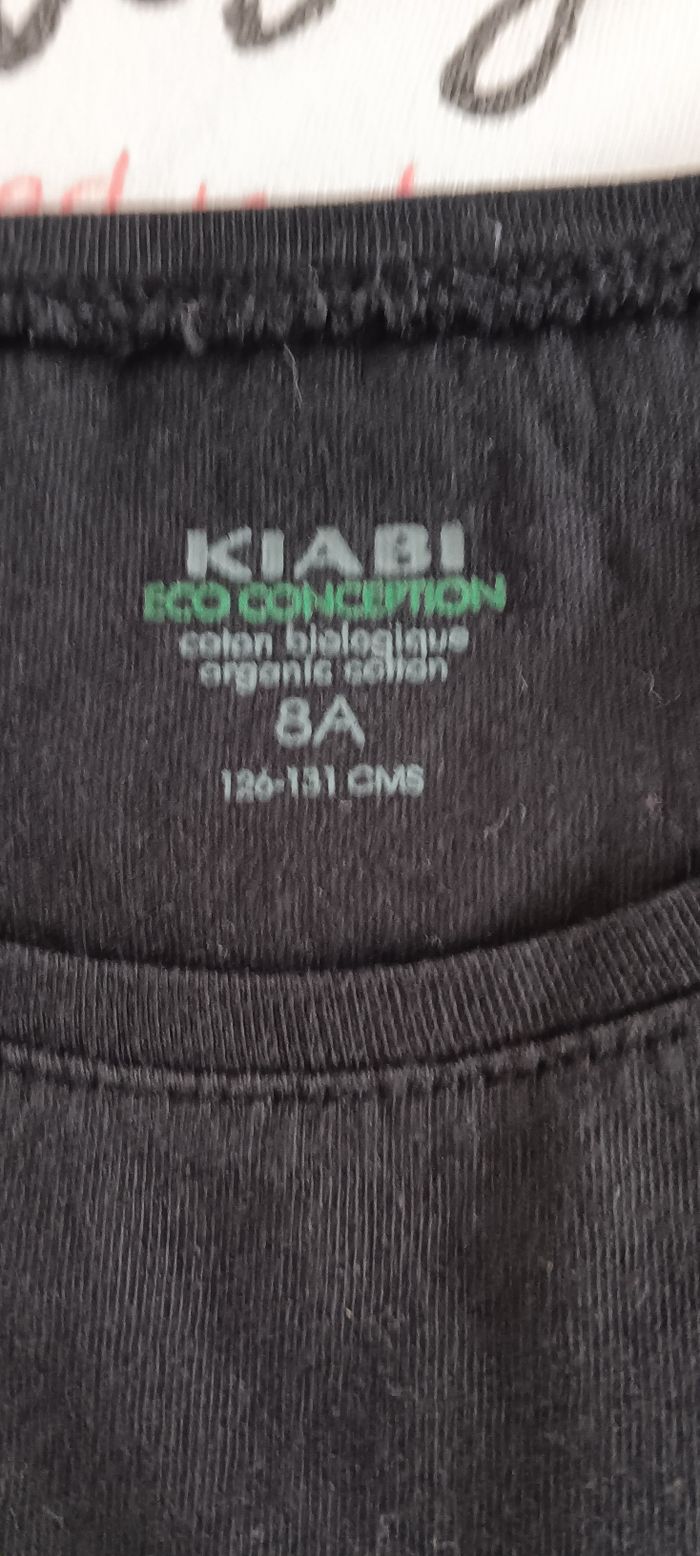 KIABI
ECO CONCEPTION
coton biologique
organic cotton
8A
126-131 CMS